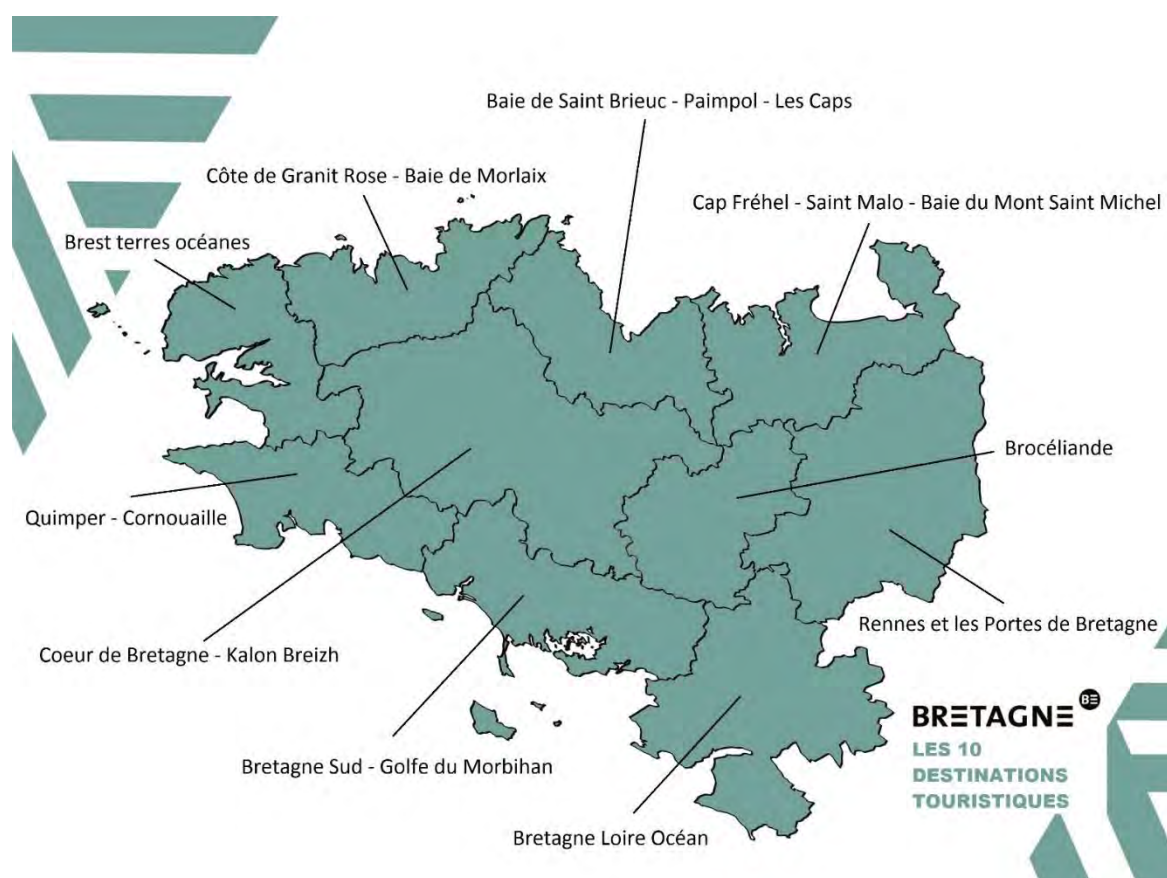 Baie de Saint Brieuc - Paimpol - Les Caps
Côte de Granit Rose - Baie de Morlaix
Cap Fréhel - Saint Malo - Baie du Mont Saint Michel
Brest terres océanes
Brocéliande
Quimper - Cornouaille
Rennes et les Portes de Bretagne
Coeur de Bretagne - Kalon Breizh
Bretagne Sud - Golfe du Morbihan
Bretagne Loire Océan
BRETAGNE BE
LES 10
DESTINATIONS
TOURISTIQUES